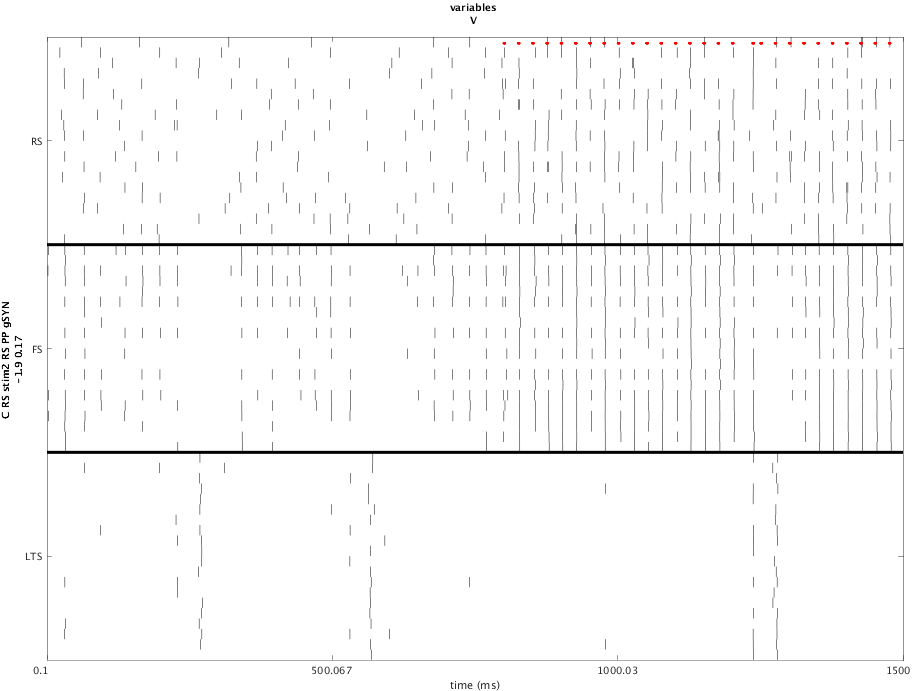 variables
V
RS
FS
LTS
C RS stim2 RS PP gSYN
-1.9 0.17
0.1
500.067
1000.03
1500
time (ms)